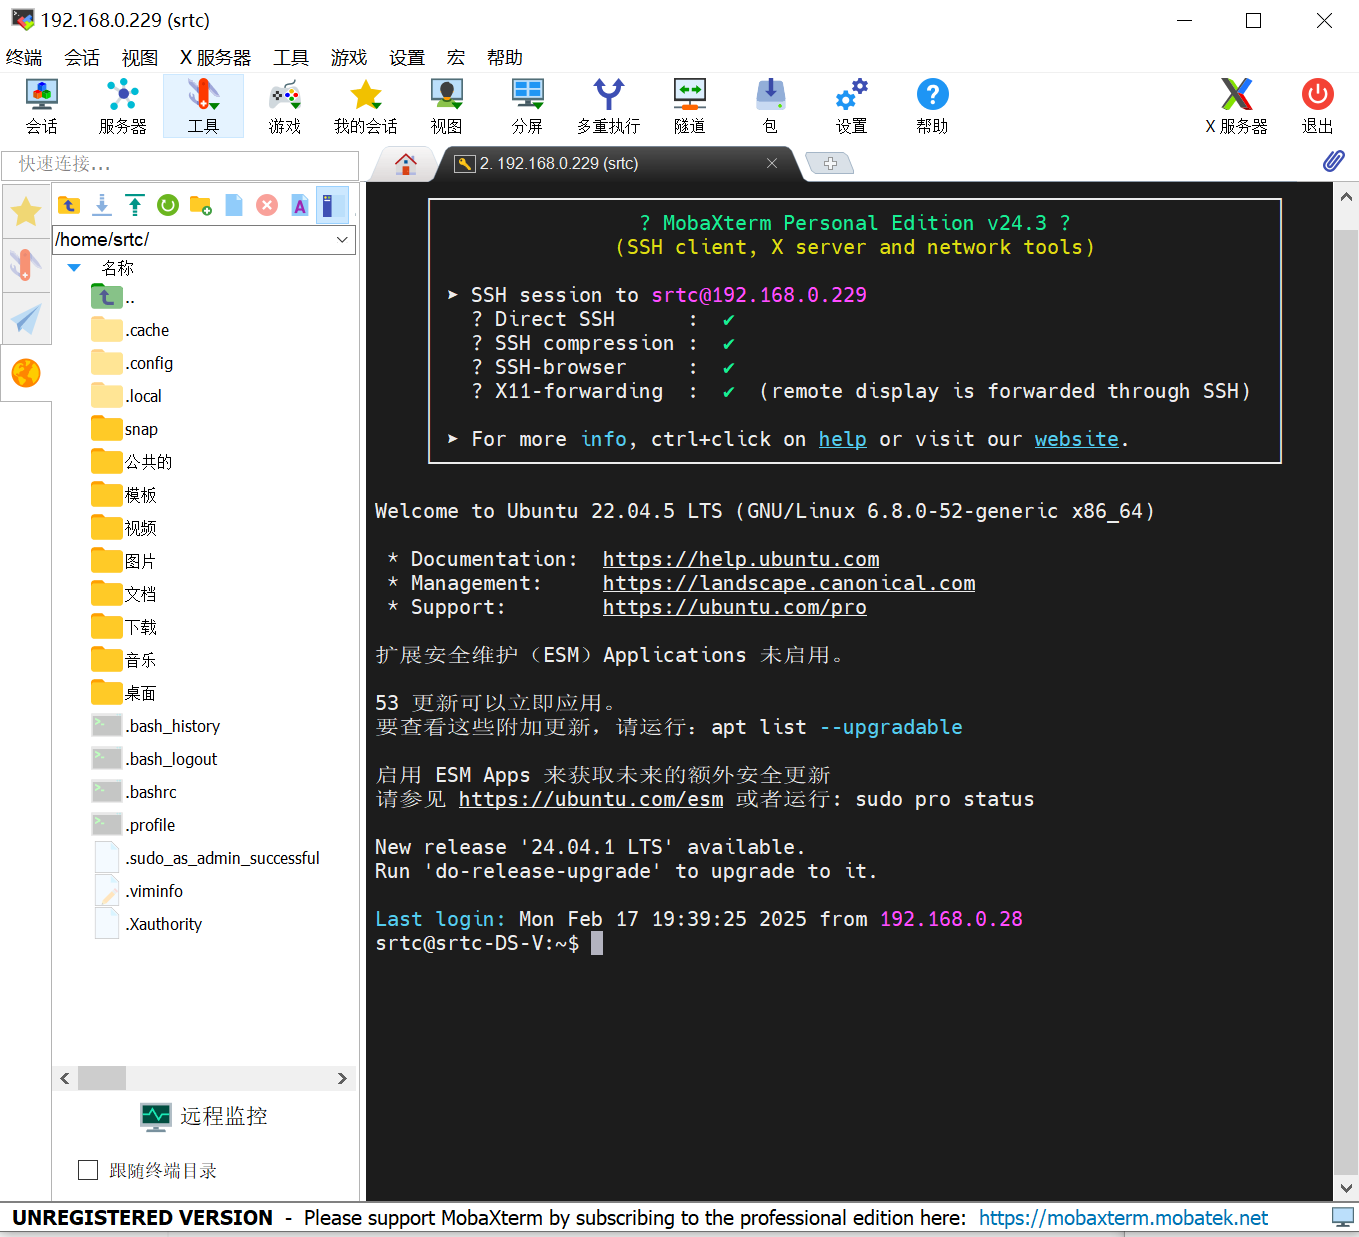 192.168.0.229 (srtc)
终端 会话 视图 X 服务器 工具 游戏 设置 宏 帮助
会话 服务器 工具 游戏 我的会话 视图 分屏 多重执行 隧道 包 设置 帮助 X 服务器 退出
快速连接...
2. 192.168.0.229 (srtc)
/home/srtc/
名称
..
.cache
.config
.local
snap
公共的
模板
视频
图片
文档
下载
音乐
桌面
.bash_history
.bash_logout
.bashrc
.profile
.sudo_as_admin_successful
.viminfo
.Xauthority
远程监控
跟随终端目录
? MobaXterm Personal Edition v24.3 ?
(SSH client, X server and network tools)
➤ SSH session to srtc@192.168.0.229
? Direct SSH : ✔
? SSH compression : ✔
? SSH-browser : ✔
? X11-forwarding : ✔ (remote display is forwarded through SSH)
➤ For more info, ctrl+click on help or visit our website.
Welcome to Ubuntu 22.04.5 LTS (GNU/Linux 6.8.0-52-generic x86_64)
* Documentation: https://help.ubuntu.com
* Management: https://landscape.canonical.com
* Support: https://ubuntu.com/pro
扩展安全维护（ESM）Applications 未启用。
53 更新可以立即应用。
要查看这些附加更新，请运行：apt list --upgradable
启用 ESM Apps 来获取未来的额外安全更新
请参见 https://ubuntu.com/esm 或者运行: sudo pro status
New release '24.04.1 LTS' available.
Run 'do-release-upgrade' to upgrade to it.
Last login: Mon Feb 17 19:39:25 2025 from 192.168.0.28
srtc@srtc-DS-V:~$
UNREGISTERED VERSION - Please support MobaXterm by subscribing to the professional edition here: https://mobaxterm.mobatek.net